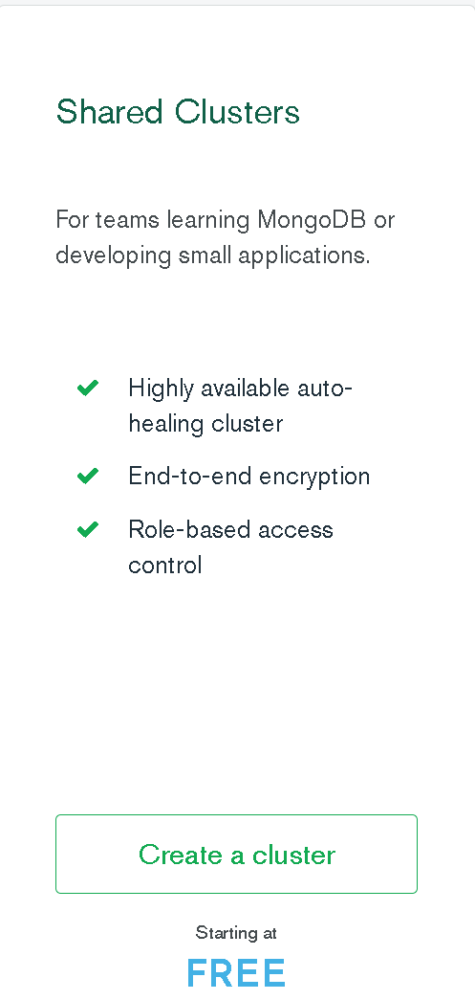 Shared Clusters
For teams learning MongoDB or
developing small applications.
Highly available auto-
healing cluster
End-to-end encryption
Role-based access
control
Create a cluster
Starting at
FREE